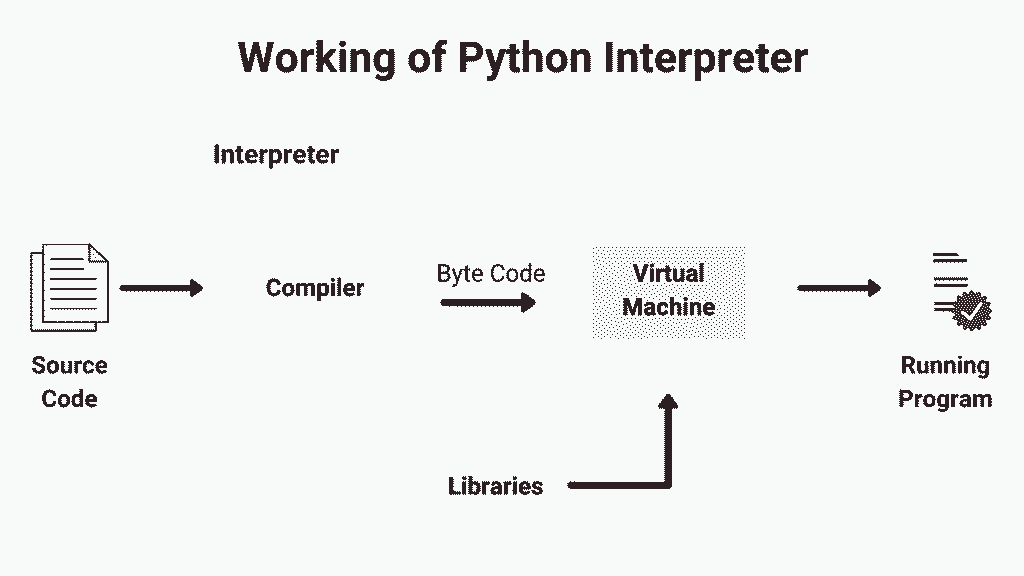 Working of Python Interpreter
Interpreter
Source
Code
Compiler
Byte Code
Virtual
Machine
Running
Program
Libraries